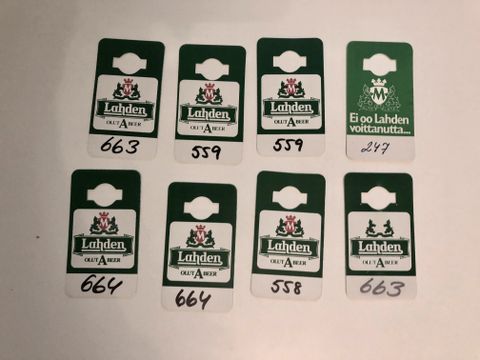 Lahden
OLUT A BEER
663
Lahden
OLUT A BEER
559
Lahden
OLUT A BEER
559
M
Ei oo Lahden
voittanutta...
247
Lahden
OLUT A BEER
664
Lahden
OLUT A BEER
664
Lahden
OLUT A BEER
558
Lahden
OLUT A BEER
663